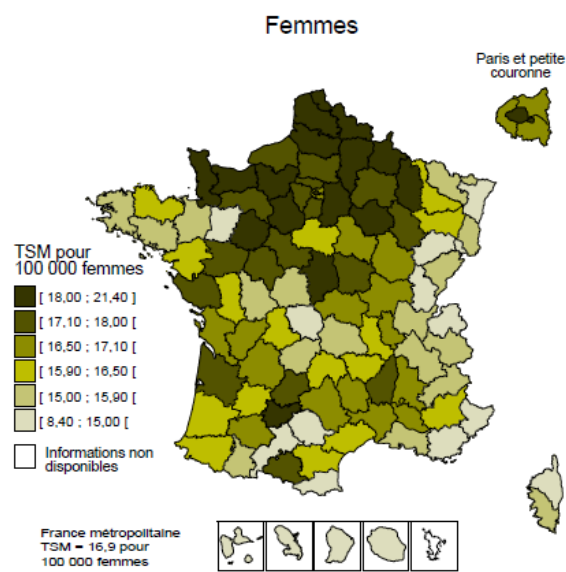 Femmes
Paris et petite
couronne
TSM pour
100 000 femmes
[ 18,00 ; 21,40 ]
[ 17,10 ; 18,00 [
[ 16,50 ; 17,10 [
[ 15,90 ; 16,50 [
[ 15,00 ; 15,90 [
[ 8,40 ; 15,00 [
Informations non
disponibles
France métropolitaine
TSM = 16,9 pour
100 000 femmes